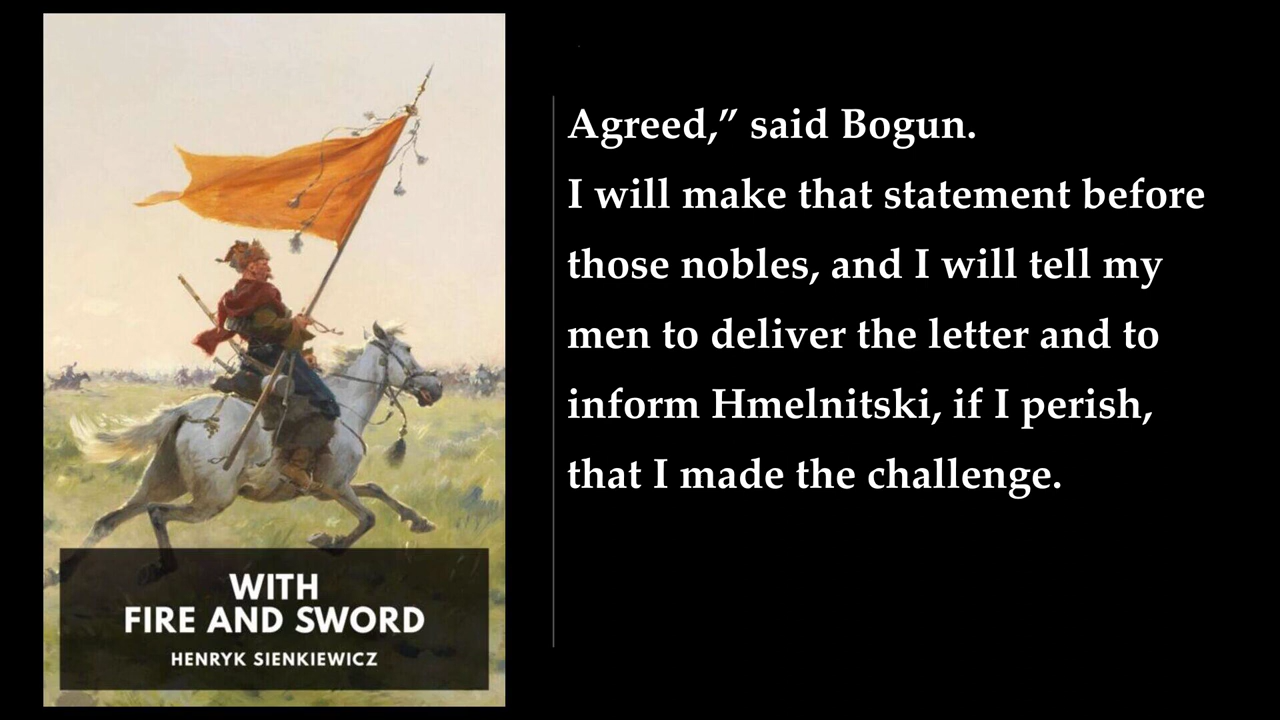 Agreed,” said Bogun.
I will make that statement before
those nobles, and I will tell my
men to deliver the letter and to
inform Hmelnitski, if I perish,
that I made the challenge.
WITH
FIRE AND SWORD
HENRYK SIENKIEWICZ